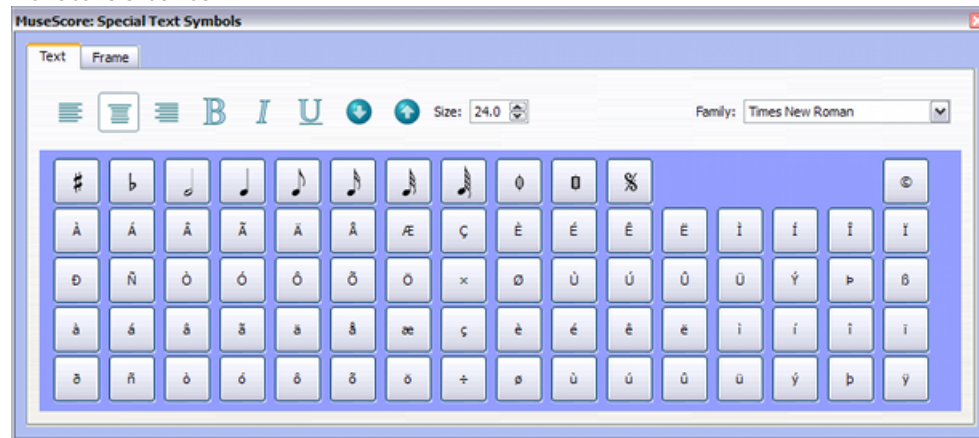 MuseScore: Special Text Symbols
Text Frame
B I U Size: 24.0 Family: Times New Roman
♯ ♭ 𝅗𝅥 ♩ ♪ 𝅘𝅥𝅯 𝅘𝅥𝅰 𝅘𝅥𝅱 𝄌 𝄋 ©
À Á Â Ã Ä Å Æ Ç È É Ê Ë Ì Í Î Ï
Ð Ñ Ò Ó Ô Õ Ö × Ø Ù Ú Û Ü Ý Þ ß
à á â ã ä å æ ç è é ê ë ì í î ï
ð ñ ò ó ô õ ö ÷ ø ù ú û ü ý þ ÿ